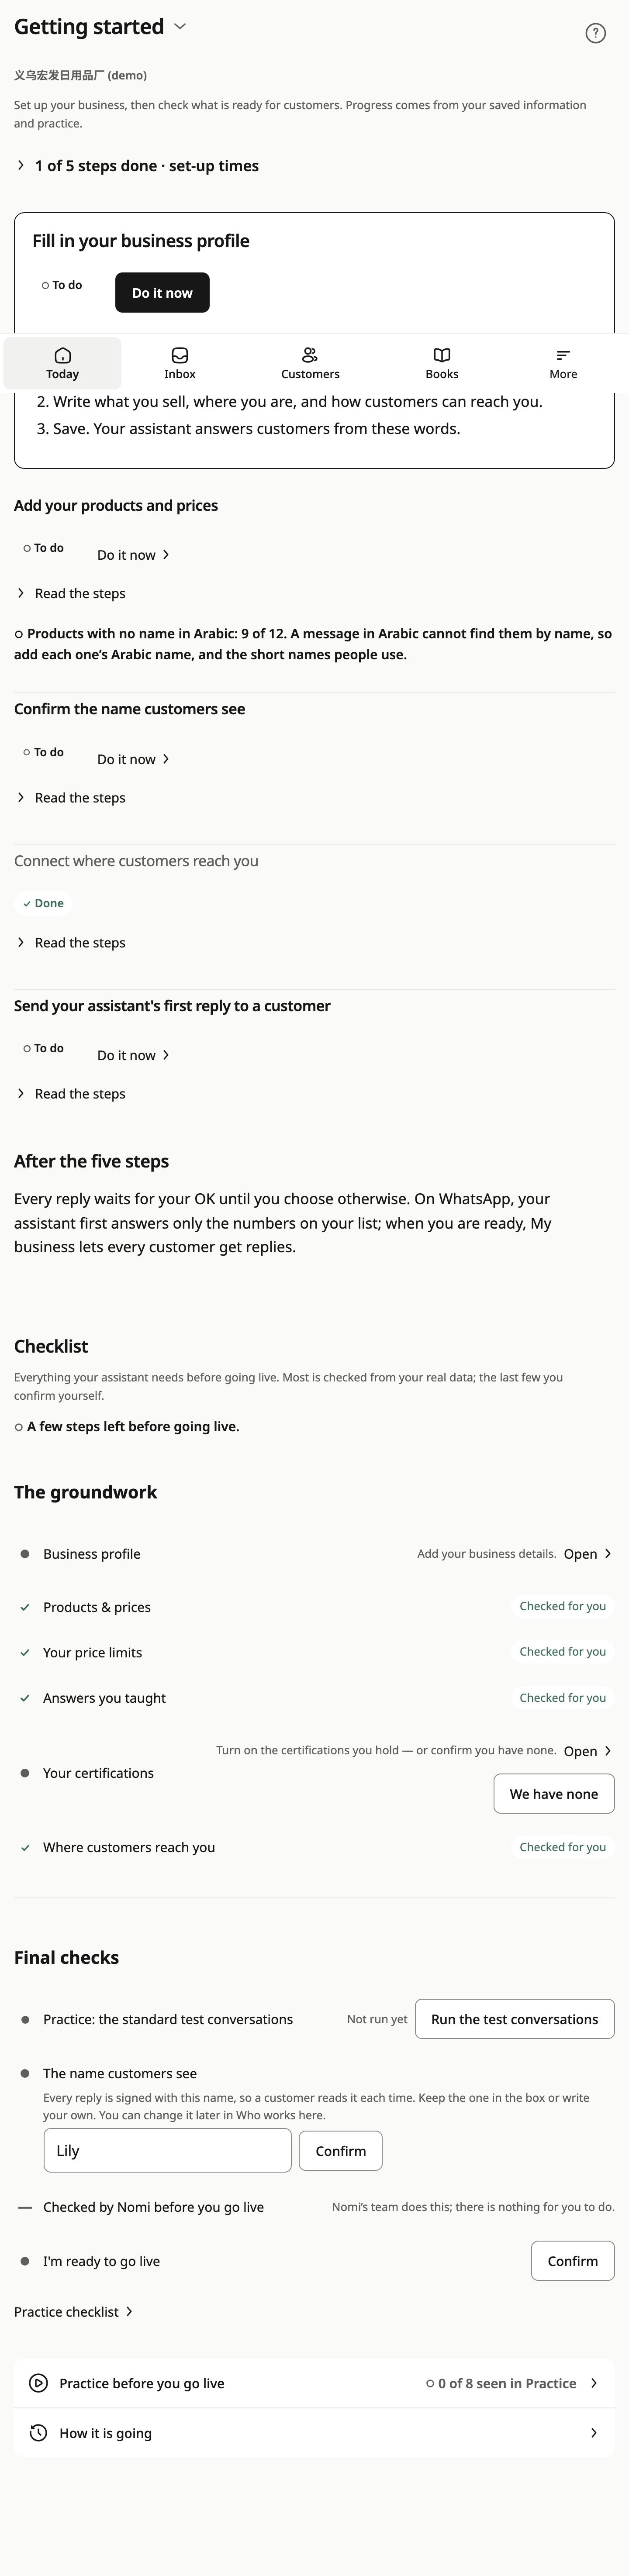 Getting started
义乌宏发日用品厂 (demo)
Set up your business, then check what is ready for customers. Progress comes from your saved information
and practice.
1 of 5 steps done · set-up times
Fill in your business profile
To do
Do it now
Today
Inbox
Customers
Books
More
2. Write what you sell, where you are, and how customers can reach you.
3. Save. Your assistant answers customers from these words.
Add your products and prices
To do
Do it now
Read the steps
Products with no name in Arabic: 9 of 12. A message in Arabic cannot find them by name, so
add each one’s Arabic name, and the short names people use.
Confirm the name customers see
To do
Do it now
Read the steps
Connect where customers reach you
Done
Read the steps
Send your assistant's first reply to a customer
To do
Do it now
Read the steps
After the five steps
Every reply waits for your OK until you choose otherwise. On WhatsApp, your
assistant first answers only the numbers on your list; when you are ready, My
business lets every customer get replies.
Checklist
Everything your assistant needs before going live. Most is checked from your real data; the last few you
confirm yourself.
A few steps left before going live.
The groundwork
Business profile
Add your business details. Open
Products & prices
Checked for you
Your price limits
Checked for you
Answers you taught
Checked for you
Turn on the certifications you hold — or confirm you have none. Open
Your certifications
We have none
Where customers reach you
Checked for you
Final checks
Practice: the standard test conversations
Not run yet
Run the test conversations
The name customers see
Every reply is signed with this name, so a customer reads it each time. Keep the one in the box or write
your own. You can change it later in Who works here.
Lily
Confirm
Checked by Nomi before you go live
Nomi’s team does this; there is nothing for you to do.
I'm ready to go live
Confirm
Practice checklist
Practice before you go live
0 of 8 seen in Practice
How it is going